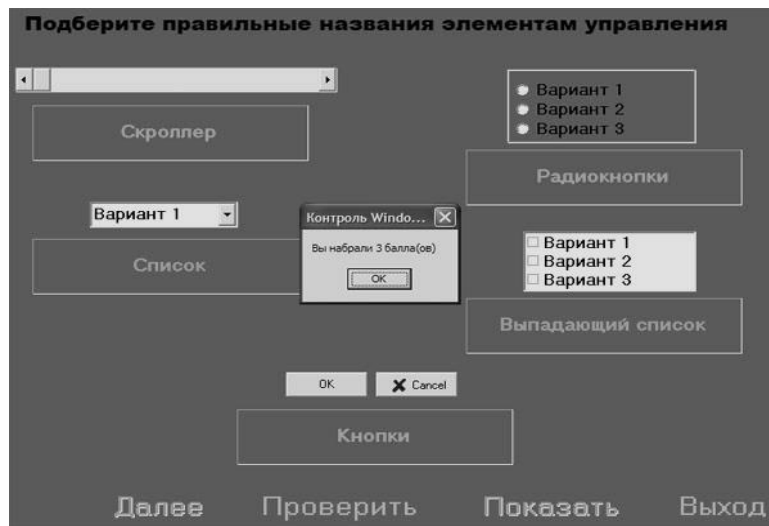 Подберите правильные названия элементам управления
Вариант 1
Вариант 2
Вариант 3
Скроллер
Радиокнопки
Вариант 1
Контроль Windo...
Вы набрали 3 балла(ов)
OK
Вариант 1
Вариант 2
Вариант 3
Список
Выпадающий список
OK
Cancel
Кнопки
Далее Проверить Показать Выход